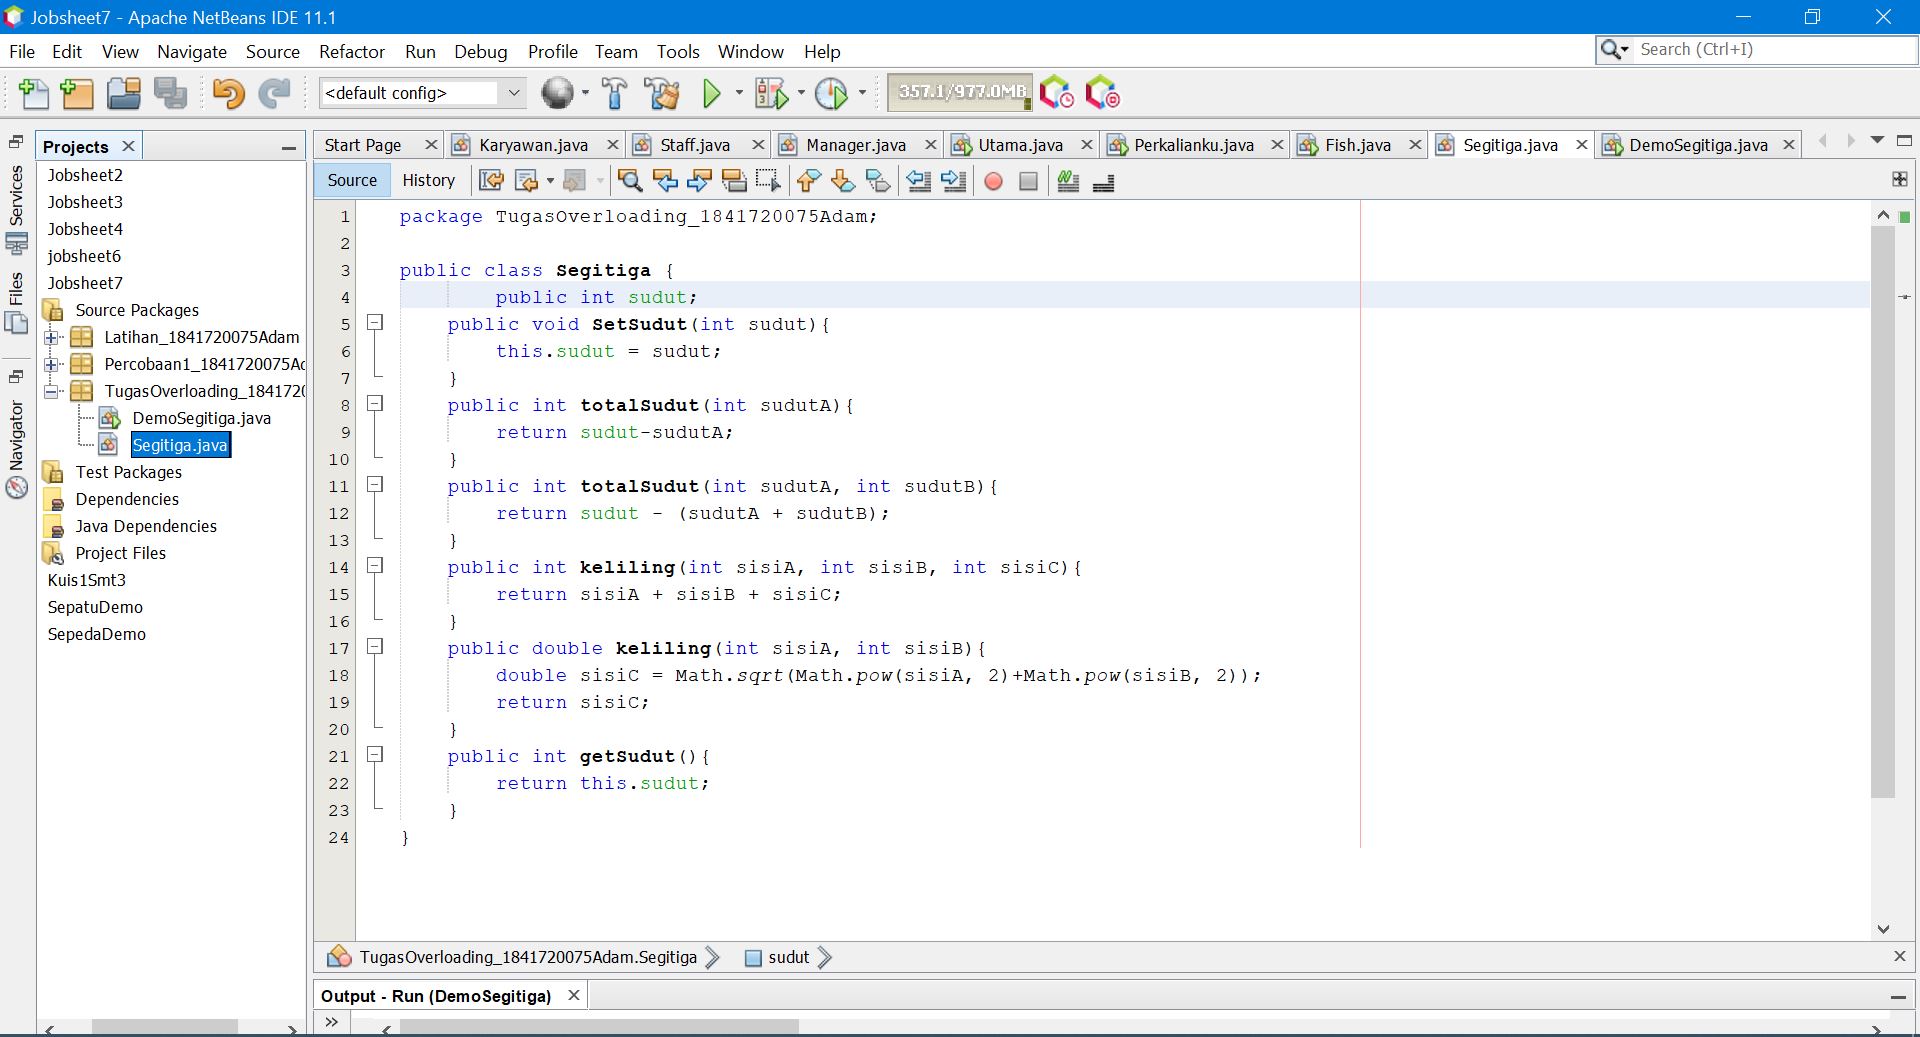 Jobsheet7 - Apache NetBeans IDE 11.1
File Edit View Navigate Source Refactor Run Debug Profile Team Tools Window Help
Search (Ctrl+I)
<default config>
357.1/977.0MB
Services
Files
Navigator
Projects
Jobsheet2
Jobsheet3
Jobsheet4
jobsheet6
Jobsheet7
Source Packages
Latihan_1841720075Adam
Percobaan1_1841720075Ad
TugasOverloading_1841720
DemoSegitiga.java
Segitiga.java
Test Packages
Dependencies
Java Dependencies
Project Files
Kuis1Smt3
SepatuDemo
SepedaDemo
Start Page Karyawan.java Staff.java Manager.java Utama.java Perkalianku.java Fish.java Segitiga.java DemoSegitiga.java
Source History
1 package TugasOverloading_1841720075Adam;
2
3 public class Segitiga {
4 public int sudut;
5 public void SetSudut(int sudut){
6 this.sudut = sudut;
7 }
8 public int totalSudut(int sudutA){
9 return sudut-sudutA;
10 }
11 public int totalSudut(int sudutA, int sudutB){
12 return sudut - (sudutA + sudutB);
13 }
14 public int keliling(int sisiA, int sisiB, int sisiC){
15 return sisiA + sisiB + sisiC;
16 }
17 public double keliling(int sisiA, int sisiB){
18 double sisiC = Math.sqrt(Math.pow(sisiA, 2)+Math.pow(sisiB, 2));
19 return sisiC;
20 }
21 public int getSudut(){
22 return this.sudut;
23 }
24 }
TugasOverloading_1841720075Adam.Segitiga sudut
Output - Run (DemoSegitiga)